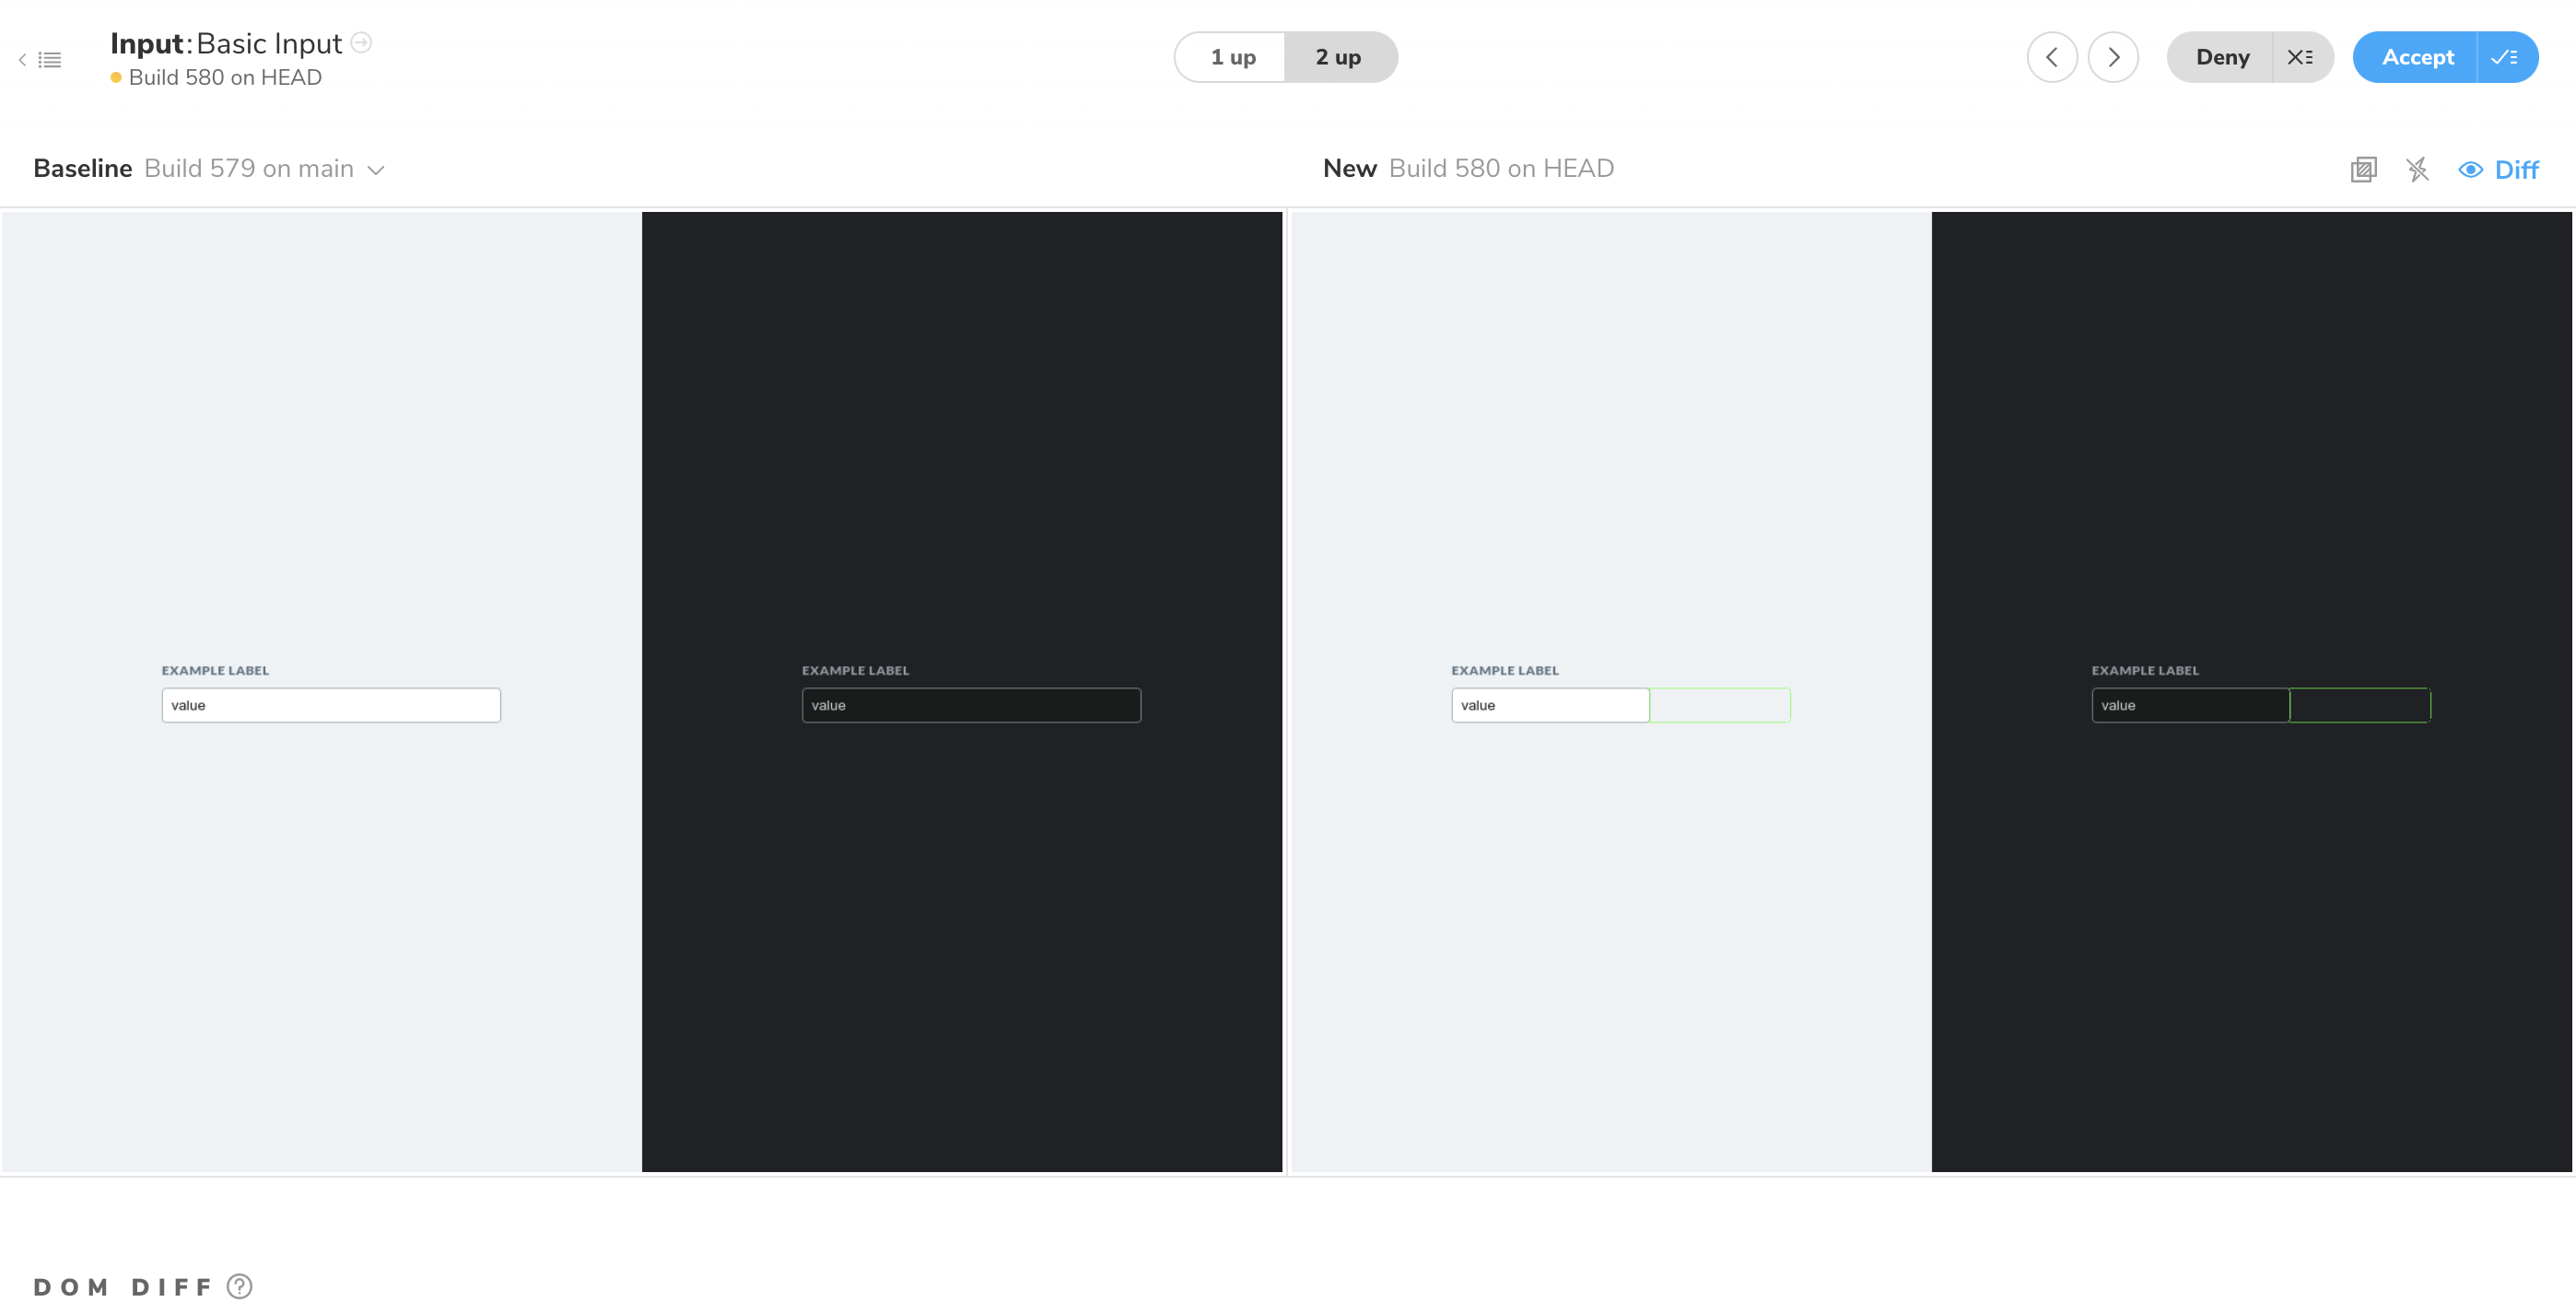 Input: Basic Input
Build 580 on HEAD
1 up 2 up
Deny Accept
Baseline Build 579 on main
New Build 580 on HEAD
Diff
EXAMPLE LABEL
value
EXAMPLE LABEL
value
EXAMPLE LABEL
value
EXAMPLE LABEL
value
DOM DIFF ?